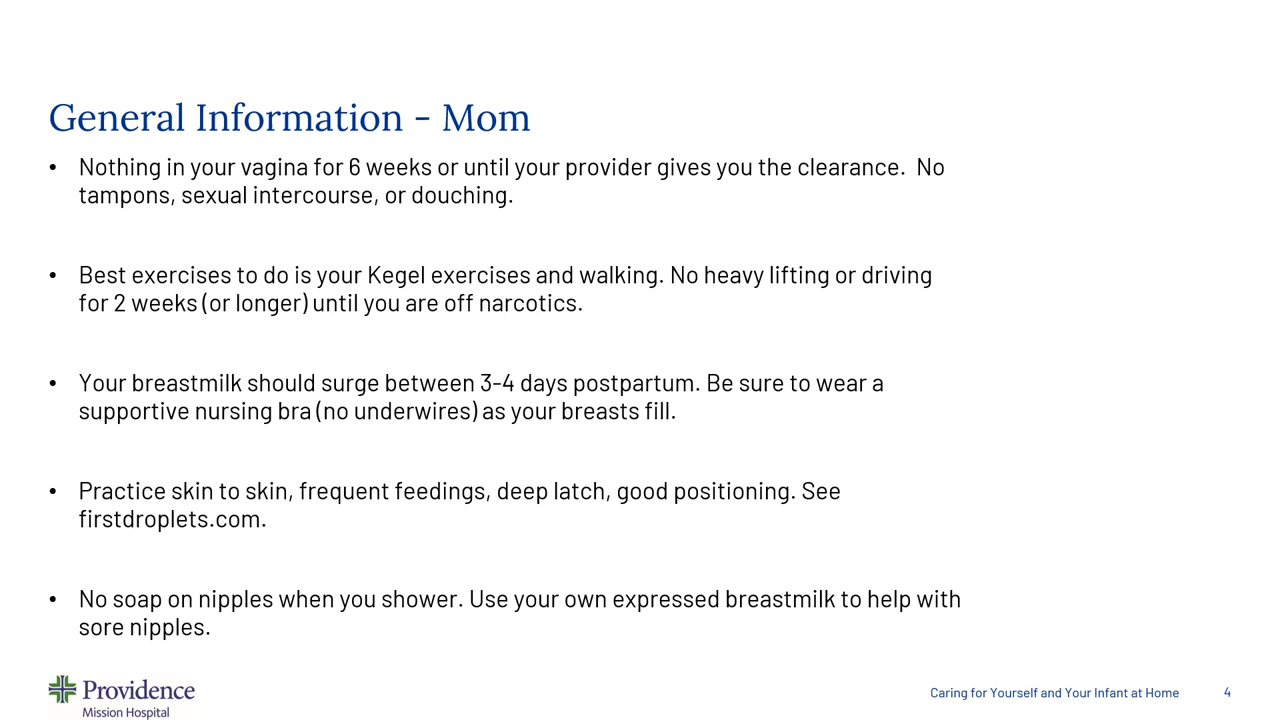 General Information - Mom
• Nothing in your vagina for 6 weeks or until your provider gives you the clearance.  No
tampons, sexual intercourse, or douching.
• Best exercises to do is your Kegel exercises and walking. No heavy lifting or driving
for 2 weeks (or longer) until you are off narcotics.
• Your breastmilk should surge between 3-4 days postpartum. Be sure to wear a
supportive nursing bra (no underwires) as your breasts fill.
• Practice skin to skin, frequent feedings, deep latch, good positioning. See
firstdroplets.com.
• No soap on nipples when you shower. Use your own expressed breastmilk to help with
sore nipples.
Providence
Mission Hospital
Caring for Yourself and Your Infant at Home 4